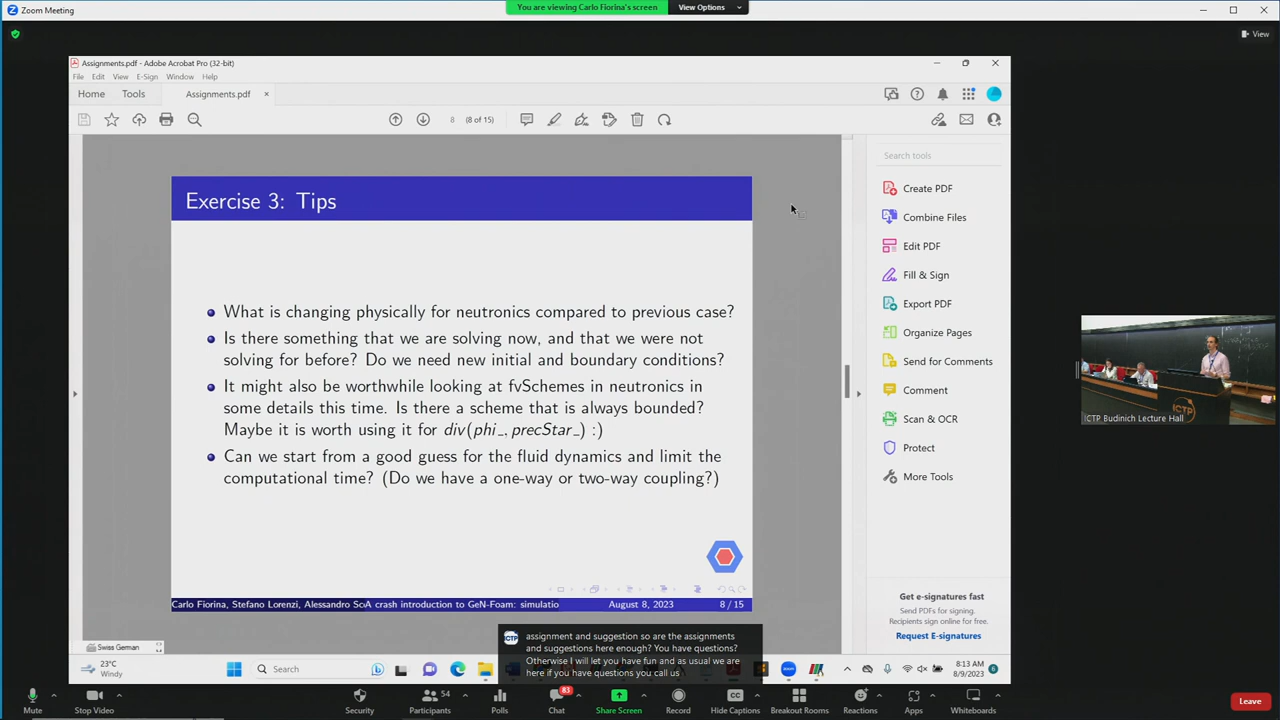 Zoom Meeting
You are viewing Carlo Fiorina's screen
View Options
View
Assignments.pdf - Adobe Acrobat Pro (32-bit)
File Edit View E-Sign Window Help
Home Tools Assignments.pdf ×
8 (8 of 15)
Search tools
Create PDF
Combine Files
Edit PDF
Fill & Sign
Export PDF
Organize Pages
Send for Comments
Comment
Scan & OCR
Protect
More Tools
Get e-signatures fast
Send PDFs for signing.
Recipients sign online for free.
Request E-signatures
Exercise 3: Tips
What is changing physically for neutronics compared to previous case?
Is there something that we are solving now, and that we were not
solving for before? Do we need new initial and boundary conditions?
It might also be worthwhile looking at fvSchemes in neutronics in
some details this time. Is there a scheme that is always bounded?
Maybe it is worth using it for div(phi_, precStar_) :)
Can we start from a good guess for the fluid dynamics and limit the
computational time? (Do we have a one-way or two-way coupling?)
Carlo Fiorina, Stefano Lorenzi, Alessandro ScA crash introduction to GeN-Foam: simulatio August 8, 2023 8 / 15
ICTP
ICTP Budinich Lecture Hall
Swiss German
ICTP
assignment and suggestion so are the assignments
and suggestions here enough? You have questions?
Otherwise I will let you have fun and as usual we are
here if you have questions you call us
23°C
Windy
Search
8:13 AM
8/9/2023
Mute
Stop Video
Security
54
Participants
Polls
83
Chat
Share Screen
Record
CC
Hide Captions
Breakout Rooms
Reactions
Apps
Whiteboards
Leave